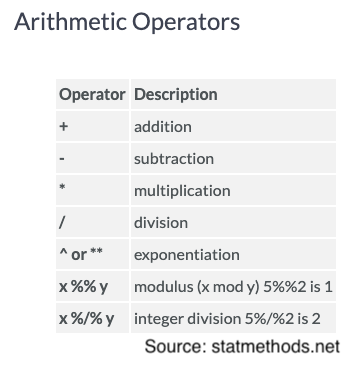 Arithmetic Operators
Operator Description
+ addition
- subtraction
* multiplication
/ division
^ or ** exponentiation
x %% y modulus (x mod y) 5%%2 is 1
x %/% y integer division 5%/%2 is 2
Source: statmethods.net